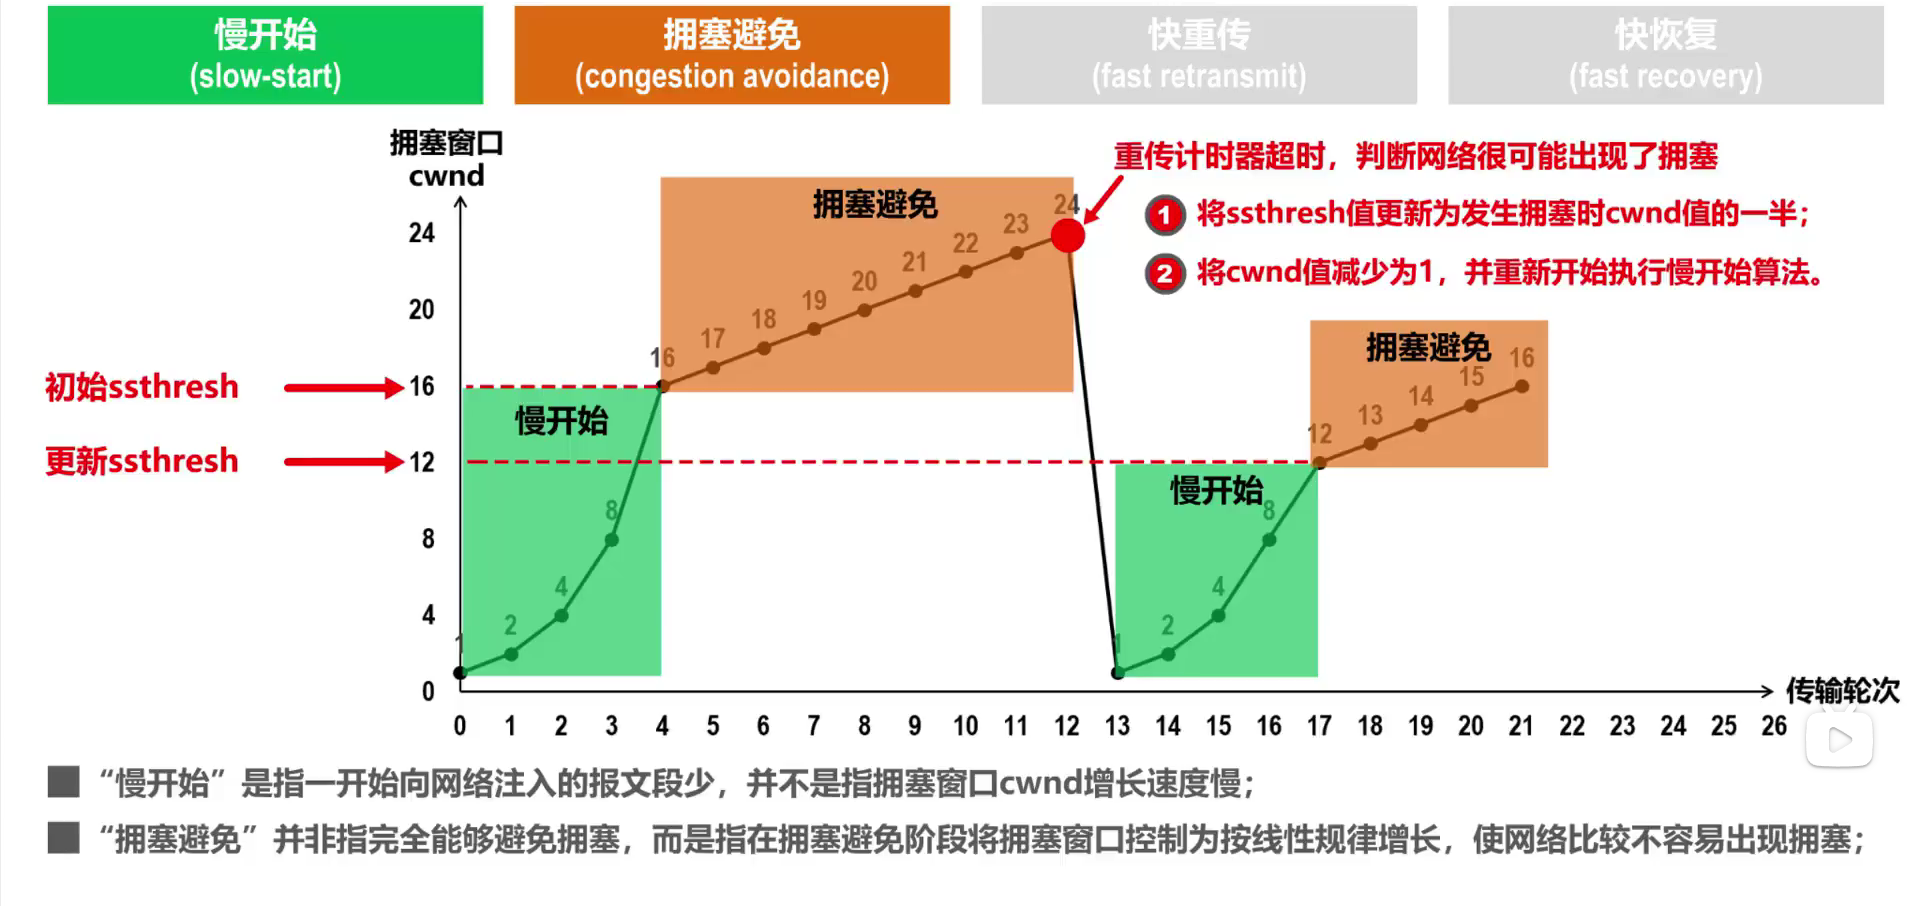 慢开始
(slow-start)
拥塞避免
(congestion avoidance)
快重传
(fast retransmit)
快恢复
(fast recovery)
拥塞窗口
cwnd
重传计时器超时，判断网络很可能出现了拥塞
1 将ssthresh值更新为发生拥塞时cwnd值的一半；
2 将cwnd值减少为1，并重新开始执行慢开始算法。
24
20
16
12
8
4
0
初始ssthresh
更新ssthresh
慢开始
1
2
4
8
拥塞避免
16
17
18
19
20
21
22
23
24
慢开始
1
2
4
8
拥塞避免
12
13
14
15
16
0 1 2 3 4 5 6 7 8 9 10 11 12 13 14 15 16 17 18 19 20 21 22 23 24 25 26
传输轮次
“慢开始”是指一开始向网络注入的报文段少，并不是指拥塞窗口cwnd增长速度慢；
“拥塞避免”并非指完全能够避免拥塞，而是指在拥塞避免阶段将拥塞窗口控制为按线性规律增长，使网络比较不容易出现拥塞；